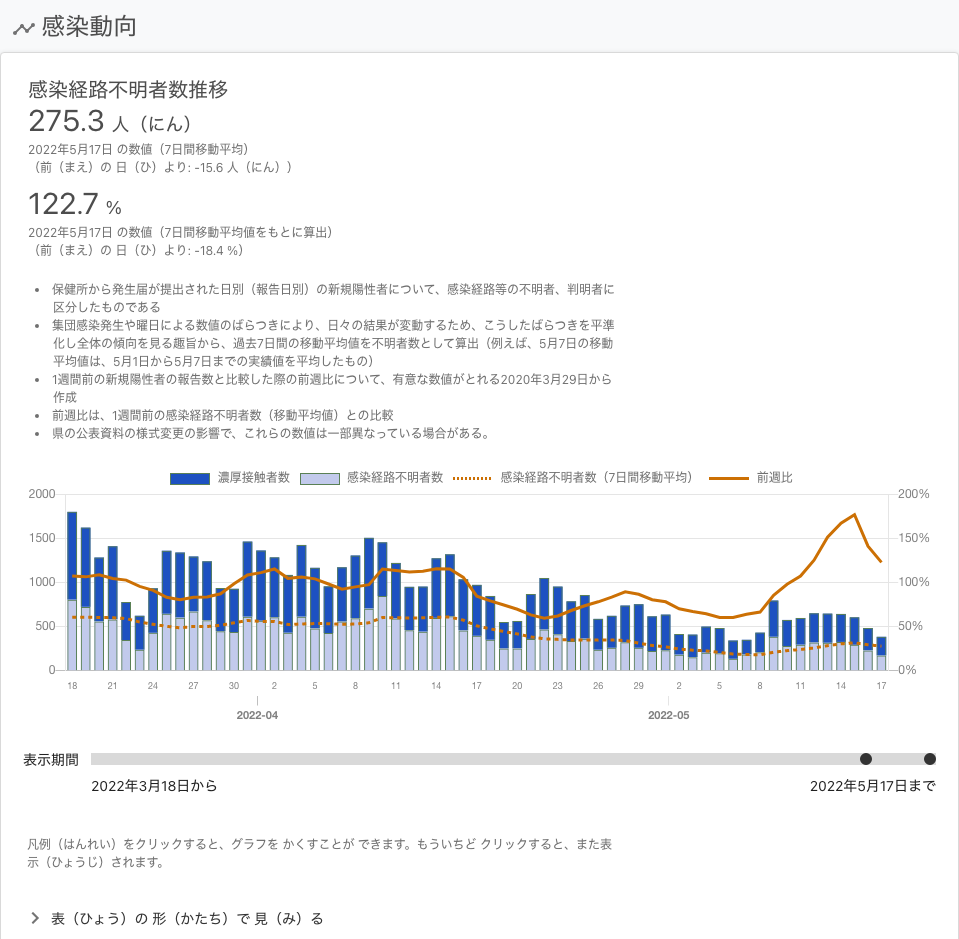 感染動向
感染経路不明者数推移
275.3 人（にん）
2022年5月17日 の数値（7日間移動平均）
（前（まえ）の 日（ひ）より: -15.6 人（にん））
122.7 %
2022年5月17日 の数値（7日間移動平均値をもとに算出）
（前（まえ）の 日（ひ）より: -18.4 %）
• 保健所から発生届が提出された日別（報告日別）の新規陽性者について、感染経路等の不明者、判明者に
区分したものである
• 集団感染発生や曜日による数値のばらつきにより、日々の結果が変動するため、こうしたばらつきを平準
化し全体の傾向を見る趣旨から、過去7日間の移動平均値を不明者数として算出（例えば、5月7日の移動
平均値は、5月1日から5月7日までの実績値を平均したもの）
• 1週間前の新規陽性者の報告数と比較した際の前週比について、有意な数値がとれる2020年3月29日から
作成
• 前週比は、1週間前の感染経路不明者数（移動平均値）との比較
• 県の公表資料の様式変更の影響で、これらの数値は一部異なっている場合がある。
濃厚接触者数 感染経路不明者数 感染経路不明者数（7日間移動平均） 前週比
2000 200%
1500 150%
1000 100%
500 50%
0 0%
18 21 24 27 30 2 5 8 11 14 17 20 23 26 29 2 5 8 11 14 17
2022-04 2022-05
表示期間
2022年3月18日から 2022年5月17日まで
凡例（はんれい）をクリックすると、グラフを かくすことが できます。もういちど クリックすると、また表
示（ひょうじ）されます。
表（ひょう）の 形（かたち）で 見（み）る